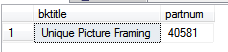 bktitle partnum
1 Unique Picture Framing 40581